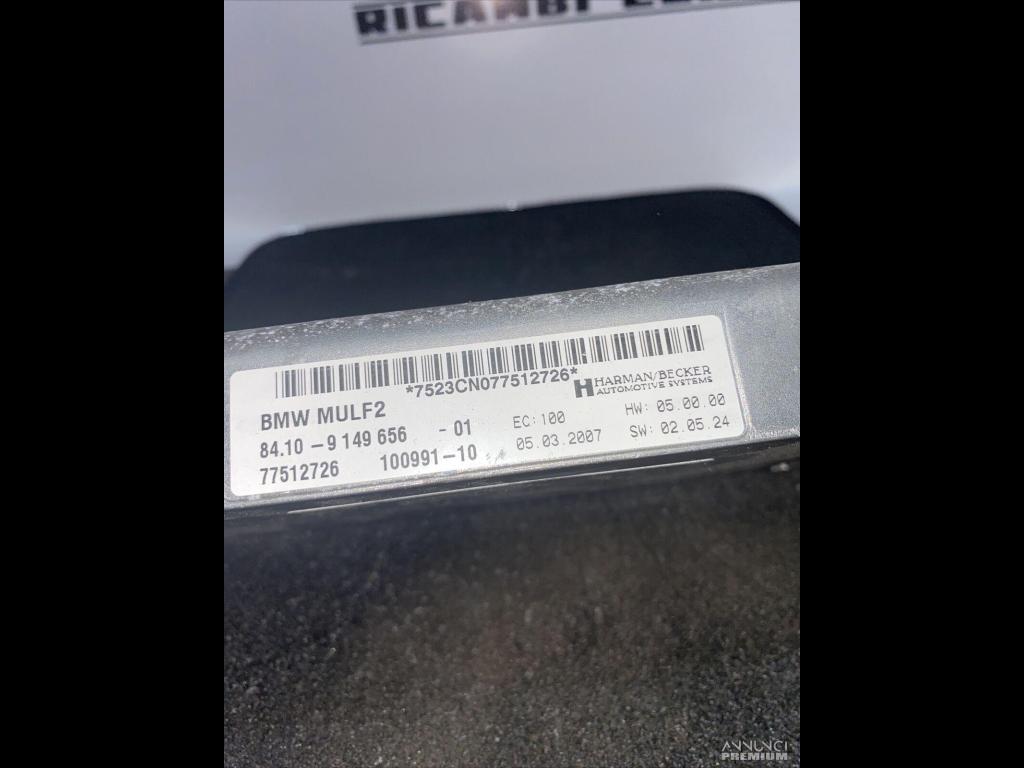 RICANBI
*7523CN077512726*
HARMAN/BECKER
AUTOMOTIVE SYSTEMS
BMW MULF2
84.10 - 9 149 656 - 01
EC: 100
HW: 05.00.00
77512726
100991-10
05.03.2007
SW: 02.05.24
ANNUNCI
PREMIUM